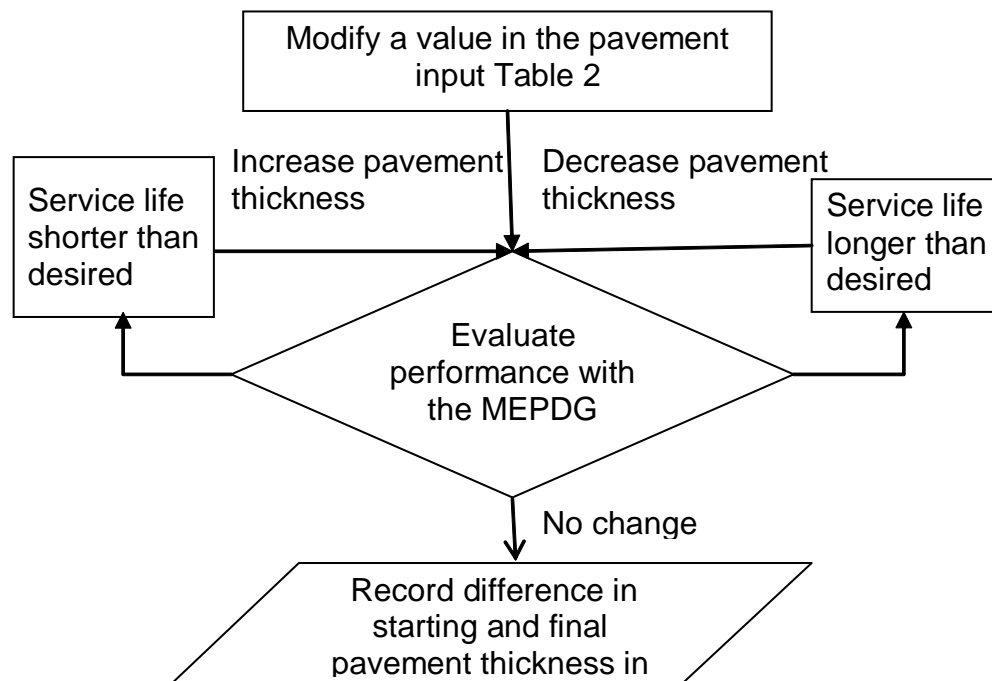 Modify a value in the pavement
input Table 2
Increase pavement
thickness
Decrease pavement
thickness
Service life
shorter than
desired
Service life
longer than
desired
Evaluate
performance with
the MEPDG
No change
Record difference in
starting and final
pavement thickness in